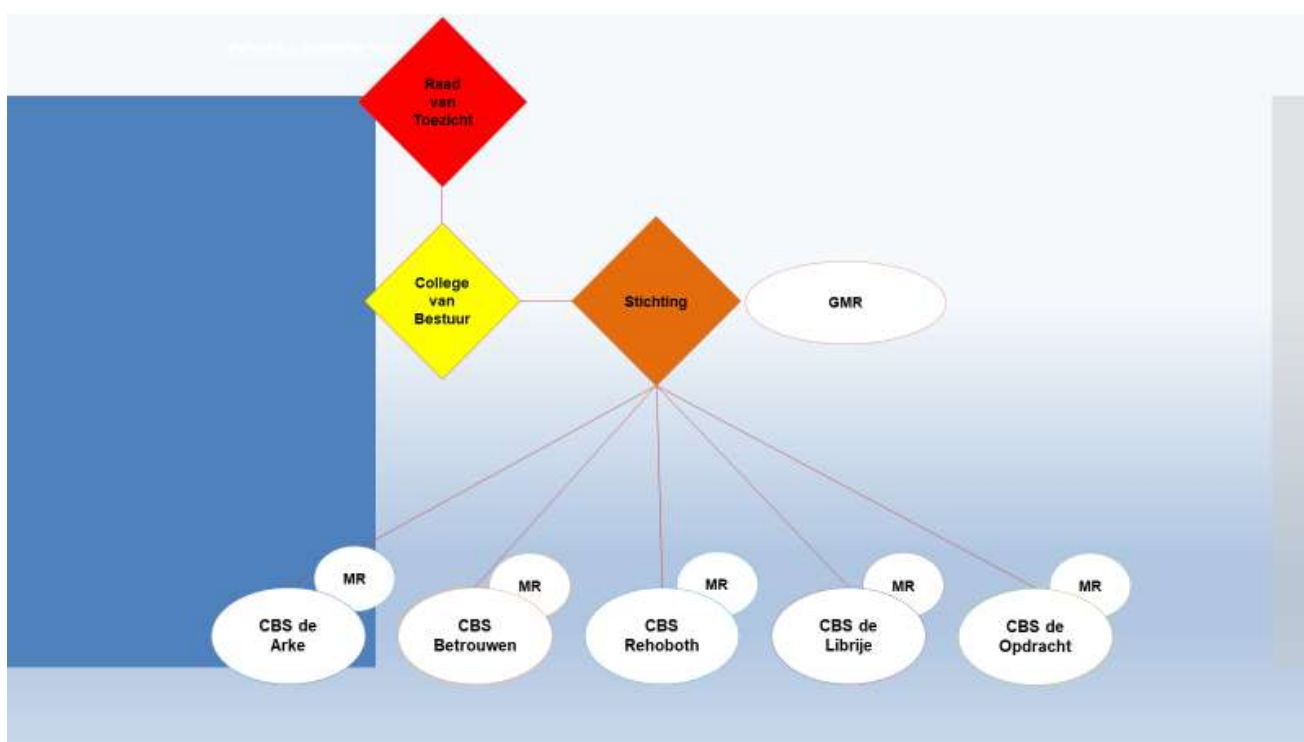 Raad
van
Toezicht
College
van
Bestuur
Stichting
GMR
MR
MR
MR
MR
MR
CBS de
Arke
CBS
Betrouwen
CBS
Rehoboth
CBS de
Librije
CBS de
Opdracht